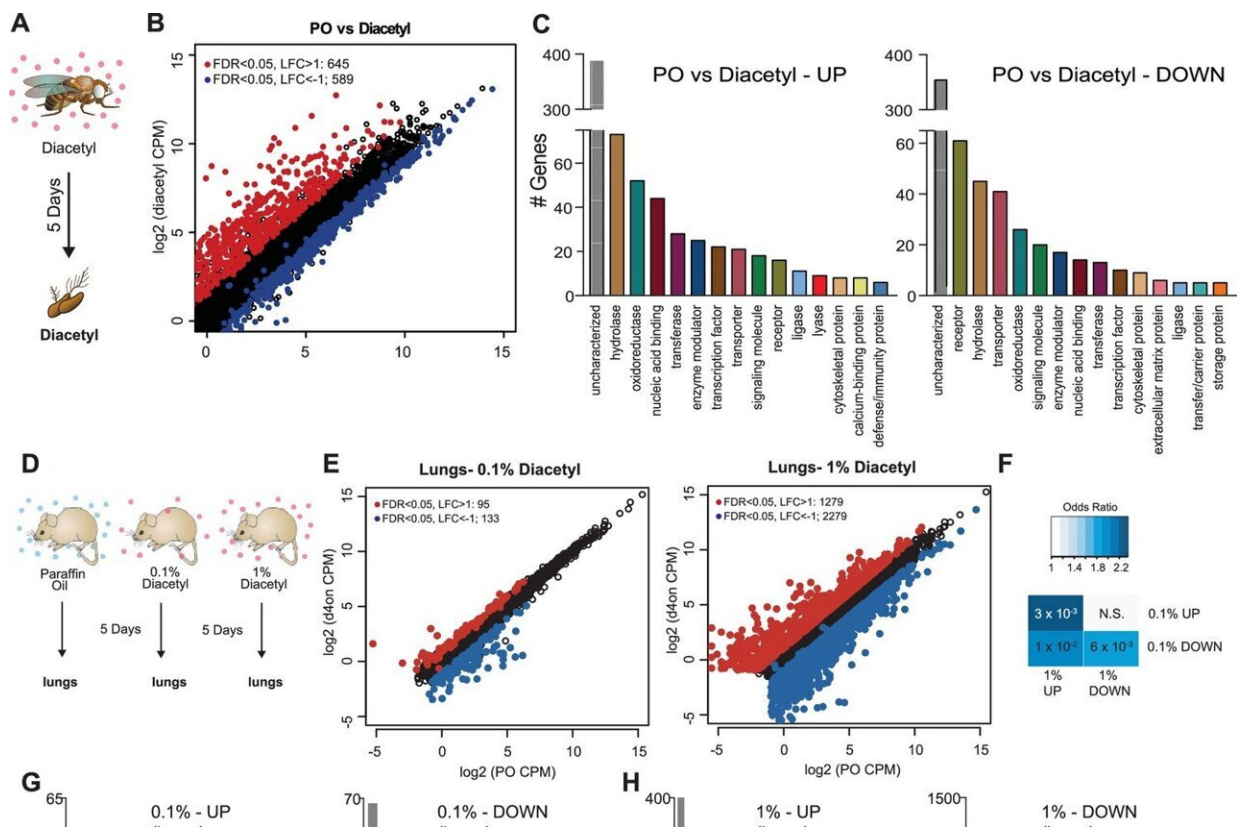 A
Diacetyl
5 Days
Diacetyl
B
PO vs Diacetyl
FDR<0.05, LFC>1: 645
FDR<0.05, LFC<-1; 589
log2 (diacetyl CPM)
15
10
5
0
0
5
10
15
C
# Genes
400
300
60
40
20
0
PO vs Diacetyl - UP
uncharacterized
hydrolase
oxidoreductase
nucleic acid binding
transferase
enzyme modulator
transcription factor
transporter
signaling molecule
receptor
ligase
lyase
cytoskeletal protein
calcium-binding protein
defense/immunity protein
400
300
60
40
20
0
PO vs Diacetyl - DOWN
uncharacterized
receptor
hydrolase
transporter
oxidoreductase
signaling molecule
enzyme modulator
nucleic acid binding
transferase
transcription factor
cytoskeletal protein
extracellular matrix protein
ligase
transfer/carrier protein
storage protein
D
Paraffin
Oil
0.1%
Diacetyl
1%
Diacetyl
5 Days
5 Days
lungs
lungs
lungs
E
Lungs- 0.1% Diacetyl
FDR<0.05, LFC>1: 95
FDR<0.05, LFC<-1; 133
log2 (d4on CPM)
15
10
5
0
-5
-5
0
5
10
15
log2 (PO CPM)
Lungs- 1% Diacetyl
FDR<0.05, LFC>1: 1279
FDR<0.05, LFC<-1; 2279
log2 (d4on CPM)
15
10
5
0
-5
-5
0
5
10
15
log2 (PO CPM)
F
Odds Ratio
1 1.4 1.8 2.2
3 x 10-3
N.S.
0.1% UP
1 x 10-2
6 x 10-3
0.1% DOWN
1%
UP
1%
DOWN
G
65
0.1% - UP
70
0.1% - DOWN
H
400
1% - UP
1500
1% - DOWN